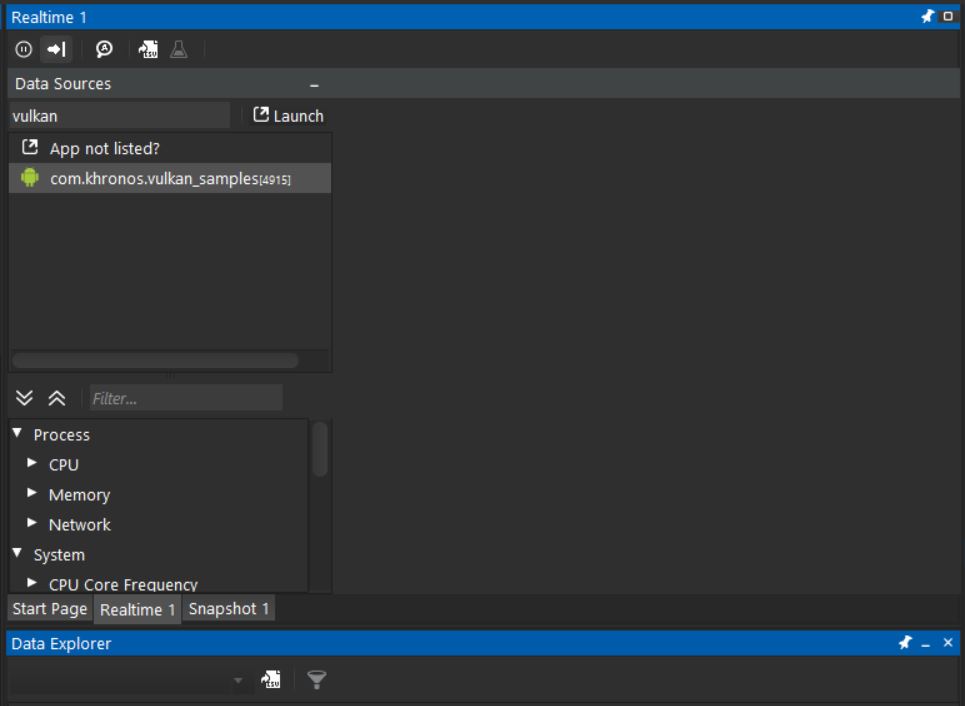 Realtime 1
Data Sources
vulkan
Launch
App not listed?
com.khronos.vulkan_samples[4915]
Filter...
Process
CPU
Memory
Network
System
CPU Core Frequency
Start Page Realtime 1 Snapshot 1
Data Explorer